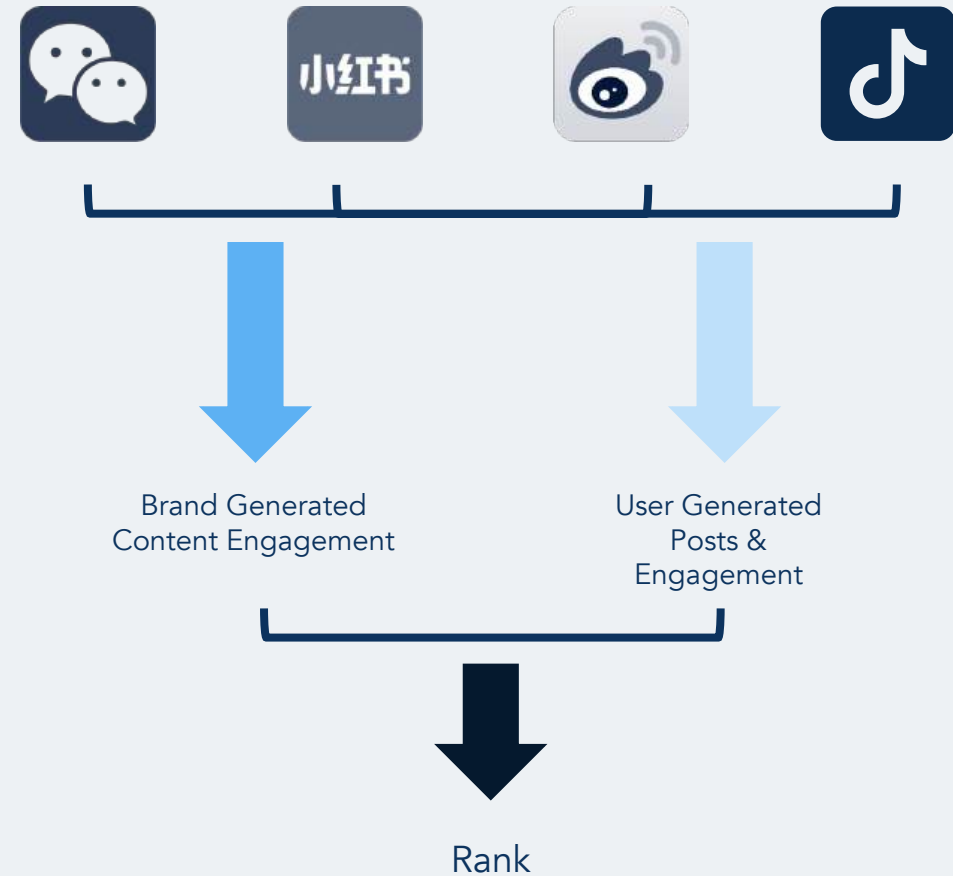 小红书
Brand Generated
Content Engagement
User Generated
Posts &
Engagement
Rank